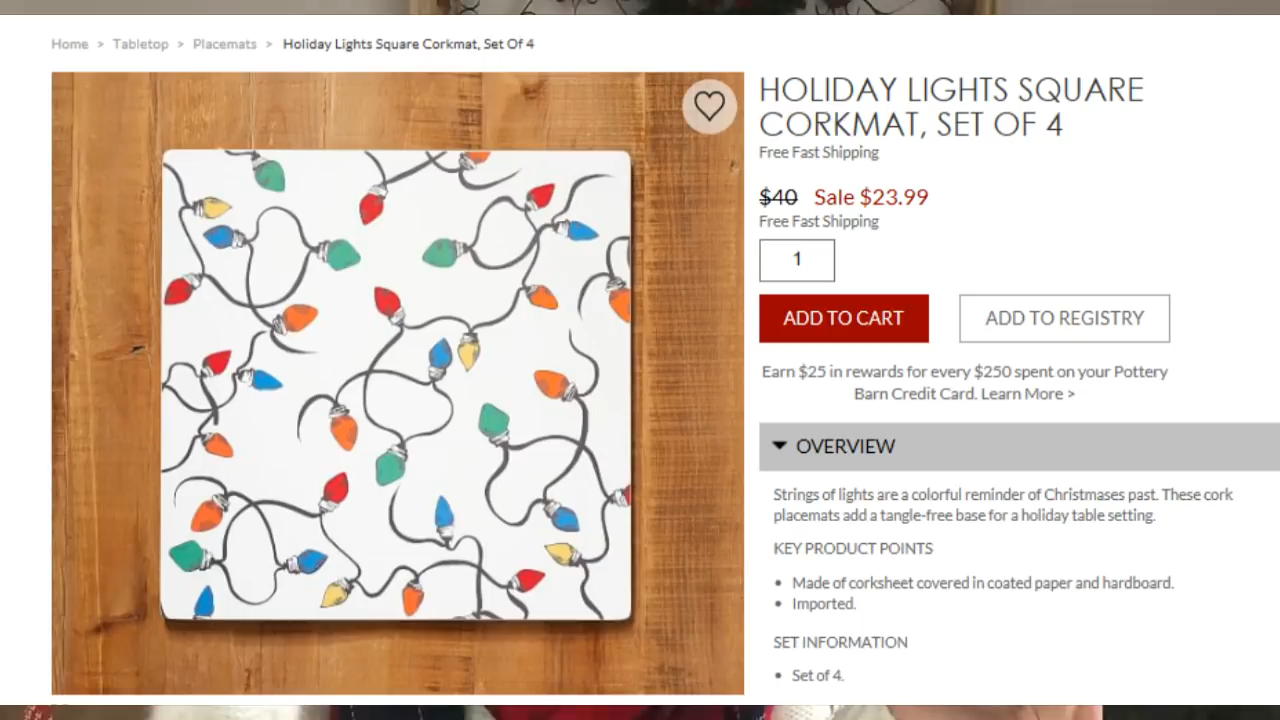 Home > Tabletop > Placemats > Holiday Lights Square Corkmat, Set Of 4
HOLIDAY LIGHTS SQUARE
CORKMAT, SET OF 4
Free Fast Shipping
$40 Sale $23.99
Free Fast Shipping
1
ADD TO CART ADD TO REGISTRY
Earn $25 in rewards for every $250 spent on your Pottery
Barn Credit Card. Learn More >
OVERVIEW
Strings of lights are a colorful reminder of Christmases past. These cork
placemats add a tangle-free base for a holiday table setting.
KEY PRODUCT POINTS
• Made of corksheet covered in coated paper and hardboard.
• Imported.
SET INFORMATION
• Set of 4.